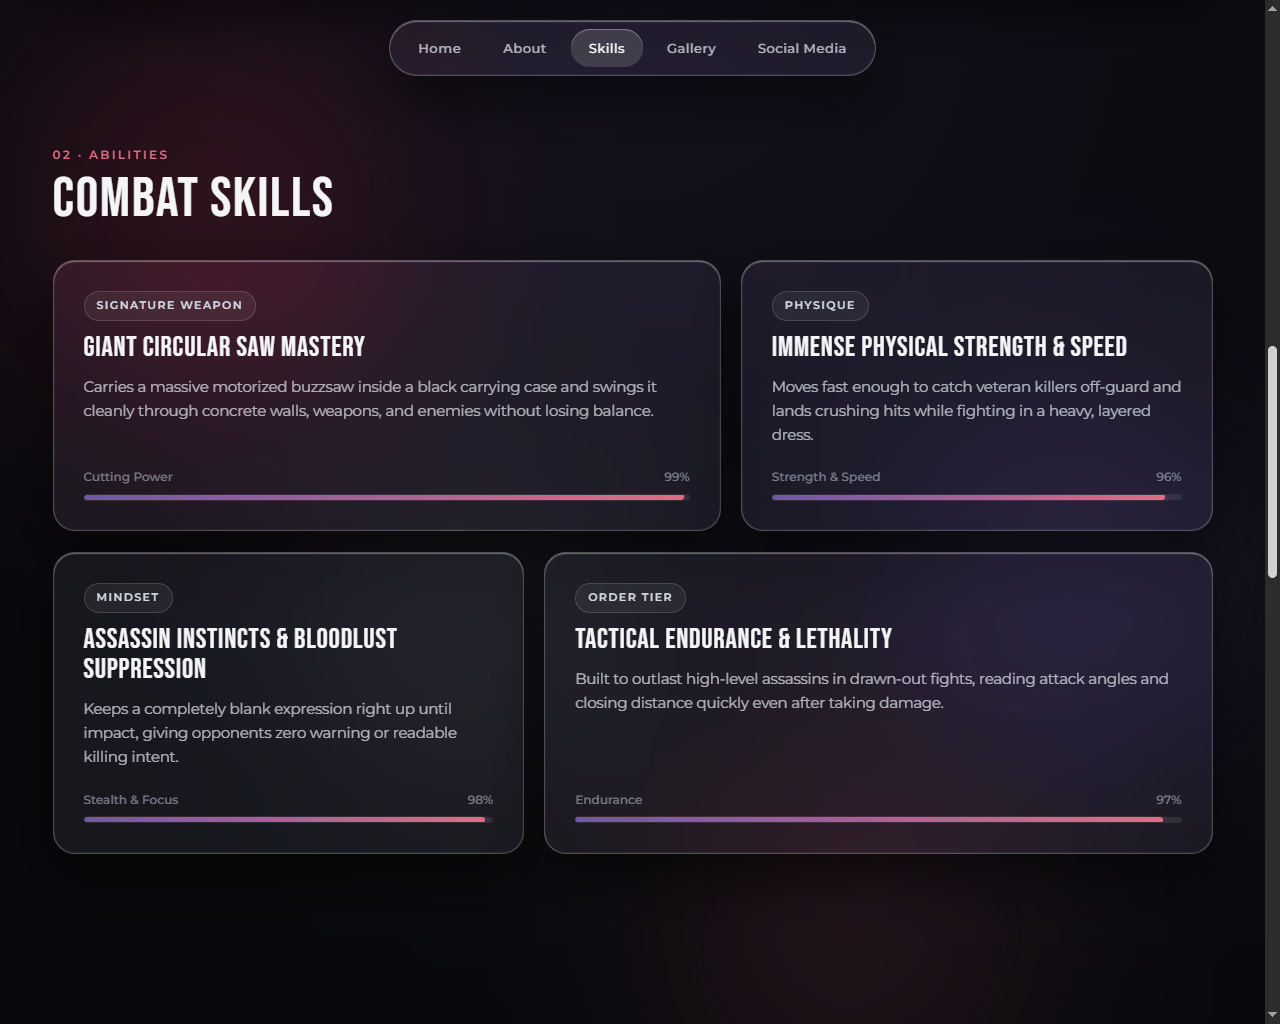 Home About Skills Gallery Social Media
02 · ABILITIES
COMBAT SKILLS
SIGNATURE WEAPON
GIANT CIRCULAR SAW MASTERY
Carries a massive motorized buzzsaw inside a black carrying case and swings it
cleanly through concrete walls, weapons, and enemies without losing balance.
Cutting Power 99%
PHYSIQUE
IMMENSE PHYSICAL STRENGTH & SPEED
Moves fast enough to catch veteran killers off-guard and
lands crushing hits while fighting in a heavy, layered
dress.
Strength & Speed 96%
MINDSET
ASSASSIN INSTINCTS & BLOODLUST
SUPPRESSION
Keeps a completely blank expression right up until
impact, giving opponents zero warning or readable
killing intent.
Stealth & Focus 98%
ORDER TIER
TACTICAL ENDURANCE & LETHALITY
Built to outlast high-level assassins in drawn-out fights, reading attack angles and
closing distance quickly even after taking damage.
Endurance 97%